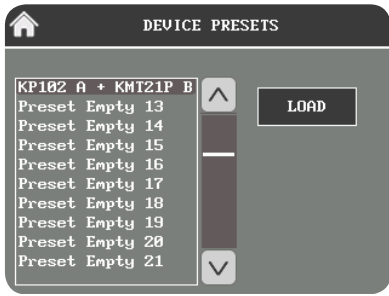 DEVICE PRESETS
KP102 A + KMT21P B
Preset Empty 13
Preset Empty 14
Preset Empty 15
Preset Empty 16
Preset Empty 17
Preset Empty 18
Preset Empty 19
Preset Empty 20
Preset Empty 21
LOAD